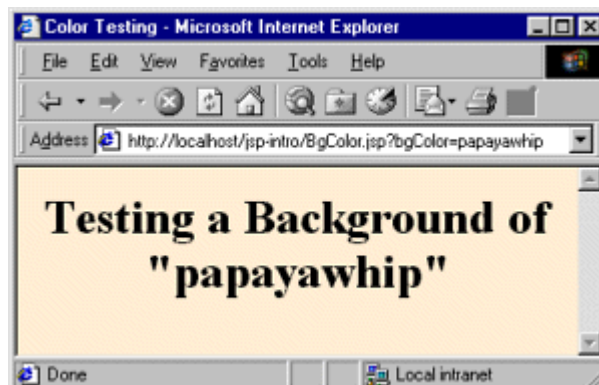 Color Testing - Microsoft Internet Explorer
File Edit View Favorites Tools Help
Address http://localhost/jsp-intro/BgColor.jsp?bgColor=papayawhip
Testing a Background of
"papayawhip"
Done Local intranet